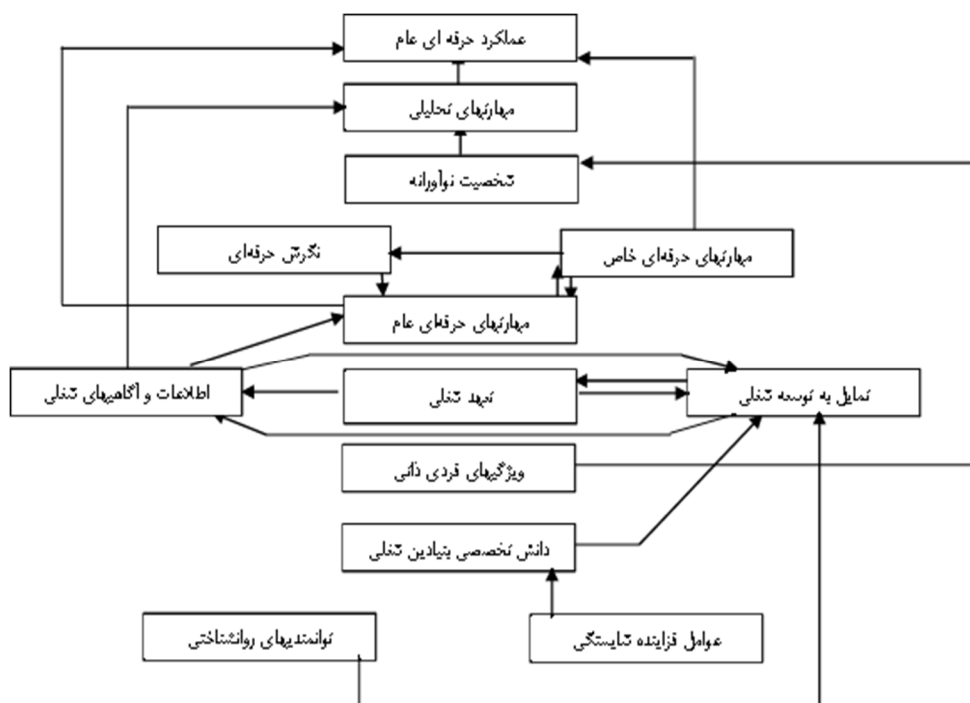 عملکرد حرفه ای عام
مهارتهای تحلیلی
شخصیت نوآورانه
نگرش حرفه‌ای
مهارتهای حرفه‌ای خاص
مهارتهای حرفه‌ای عام
اطلاعات و آگاهیهای شغلی
تعهد شغلی
تمایل به توسعه شغلی
ویژگیهای فردی ذاتی
دانش تخصصی بنیادین شغلی
توانمندیهای روانشناختی
عوامل فزاینده شایستگی